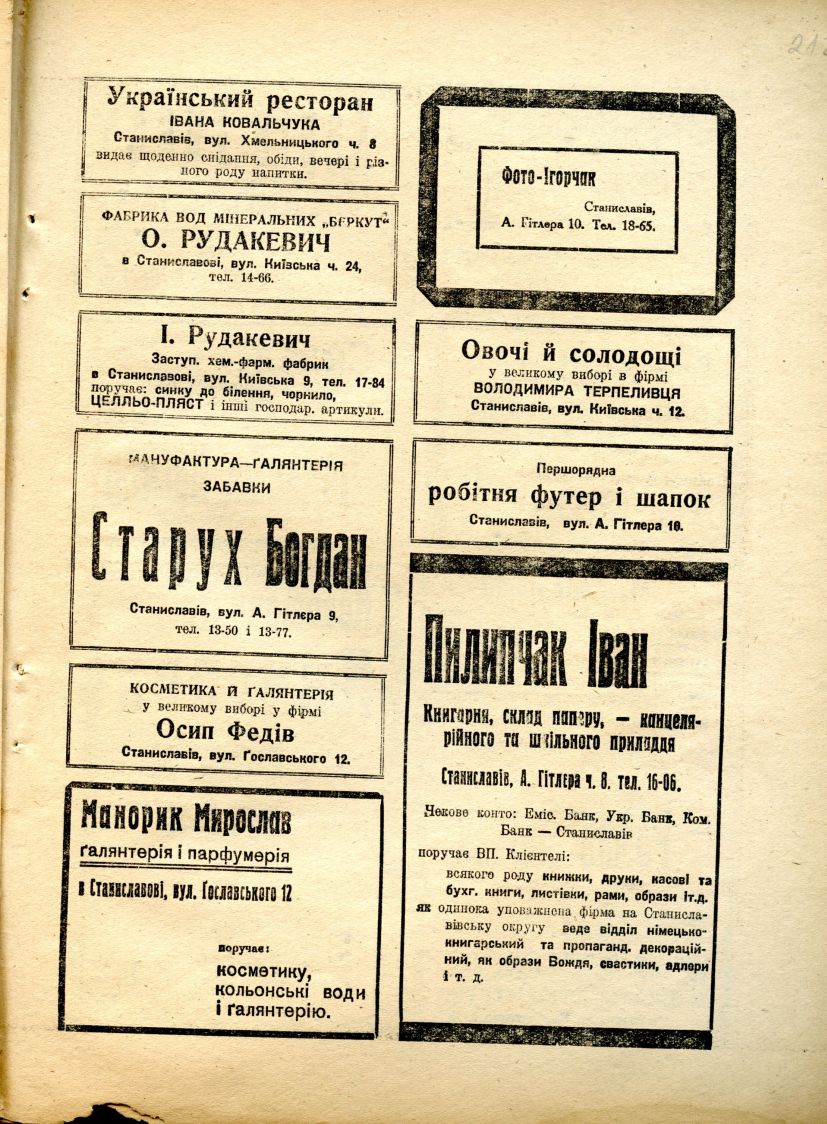 Український ресторан
ІВАНА КОВАЛЬЧУКА
Станиславів, вул. Хмельницького ч. 8
видає щоденно снідання, обіди, вечері і різ-
ного роду напитки.
ФАБРИКА ВОД МІНЕРАЛЬНИХ „БЕРКУТ“
О. РУДАКЕВИЧ
в Станиславові, вул. Київська ч. 24,
тел. 14-66.
І. Рудакевич
Заступ. хем.-фарм. фабрик
в Станиславові, вул. Київська 9, тел. 17-84
поручає: синку до білення, чорнило,
ЦЕЛЛЬО-ПЛЯСТ і інші господар. артикули.
МАНУФАКТУРА—ҐАЛЯНТЕРІЯ
ЗАБАВКИ
Старух Богдан
Станиславів, вул. А. Гітлєра 9,
тел. 13-50 і 13-77.
КОСМЕТИКА Й ҐАЛЯНТЕРІЯ
у великому виборі у фірмі
Осип Федів
Станиславів, вул. Ґославського 12.
Манорик Мирослав
ґалянтерія і парфумерія
в Станиславові, вул. Ґославського 12
поручає:
косметику,
кольонські води
і ґалянтерію.
Фото-Ігорчак
Станиславів,
А. Гітлера 10. Тел. 18-65.
Овочі й солодощі
у великому виборі в фірмі
ВОЛОДИМИРА ТЕРПЕЛИВЦЯ
Станиславів, вул. Київська ч. 12.
Першорядна
робітня футер і шапок
Станиславів, вул. А. Гітлера 10.
Пилипчак Іван
Книгарня, склад паперу, — канцеля-
рійного та шкільного приладдя
Станиславів, А. Гітлєра ч. 8. тел. 16-06.
Чекове конто: Еміс. Банк, Укр. Банк, Ком.
Банк — Станиславів
поручає ВП. Клієнтелі:
всякого роду книжки, друки, касові та
бухг. книги, листівки, рами, образи іт.д.
як одинока уповажнена фірма на Станисла-
вівську округу веде відділ німецько-
книгарський та пропаганд. декорацій-
ний, як образи Вождя, свастики, адлери
і т. д.